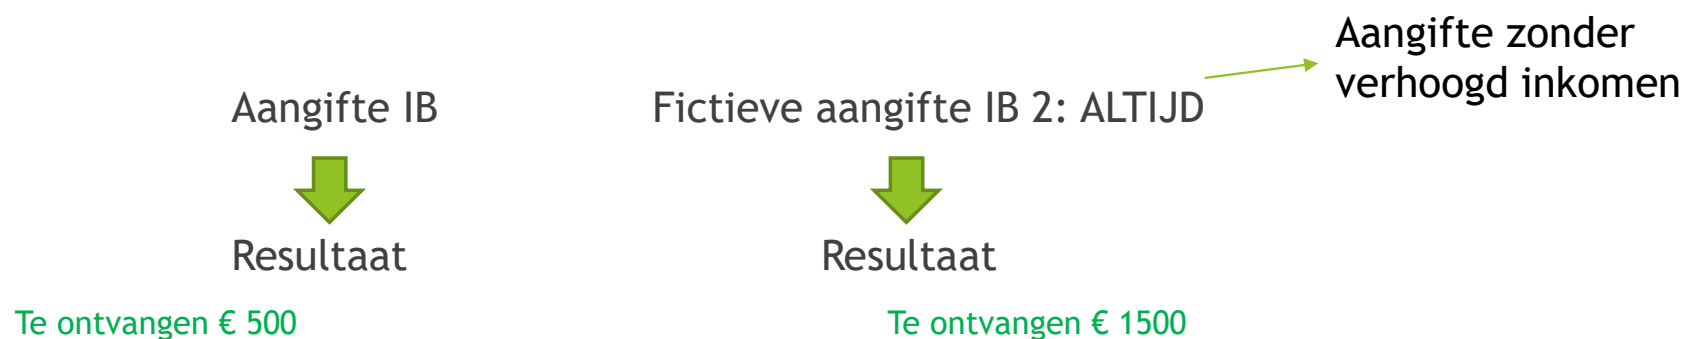 Aangifte zonder
verhoogd inkomen
Aangifte IB
Fictieve aangifte IB 2: ALTIJD
Resultaat
Resultaat
Te ontvangen € 500
Te ontvangen € 1500